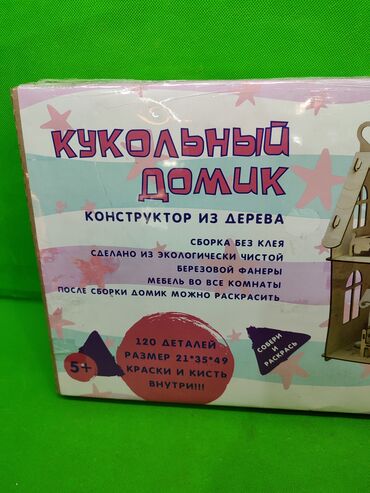 КУКОЛЬНЫЙ
ДОМИК
КОНСТРУКТОР ИЗ ДЕРЕВА
СБОРКА БЕЗ КЛЕЯ
СДЕЛАНО ИЗ ЭКОЛОГИЧЕСКИ ЧИСТОЙ
БЕРЕЗОВОЙ ФАНЕРЫ
МЕБЕЛЬ ВО ВСЕ КОМНАТЫ
ПОСЛЕ СБОРКИ ДОМИК МОЖНО РАСКРАСИТЬ
120 ДЕТАЛЕЙ
РАЗМЕР 21*35*49
КРАСКИ И КИСТЬ
ВНУТРИ!!!
5+
СОБЕРИ И
РАСКРАСЬ